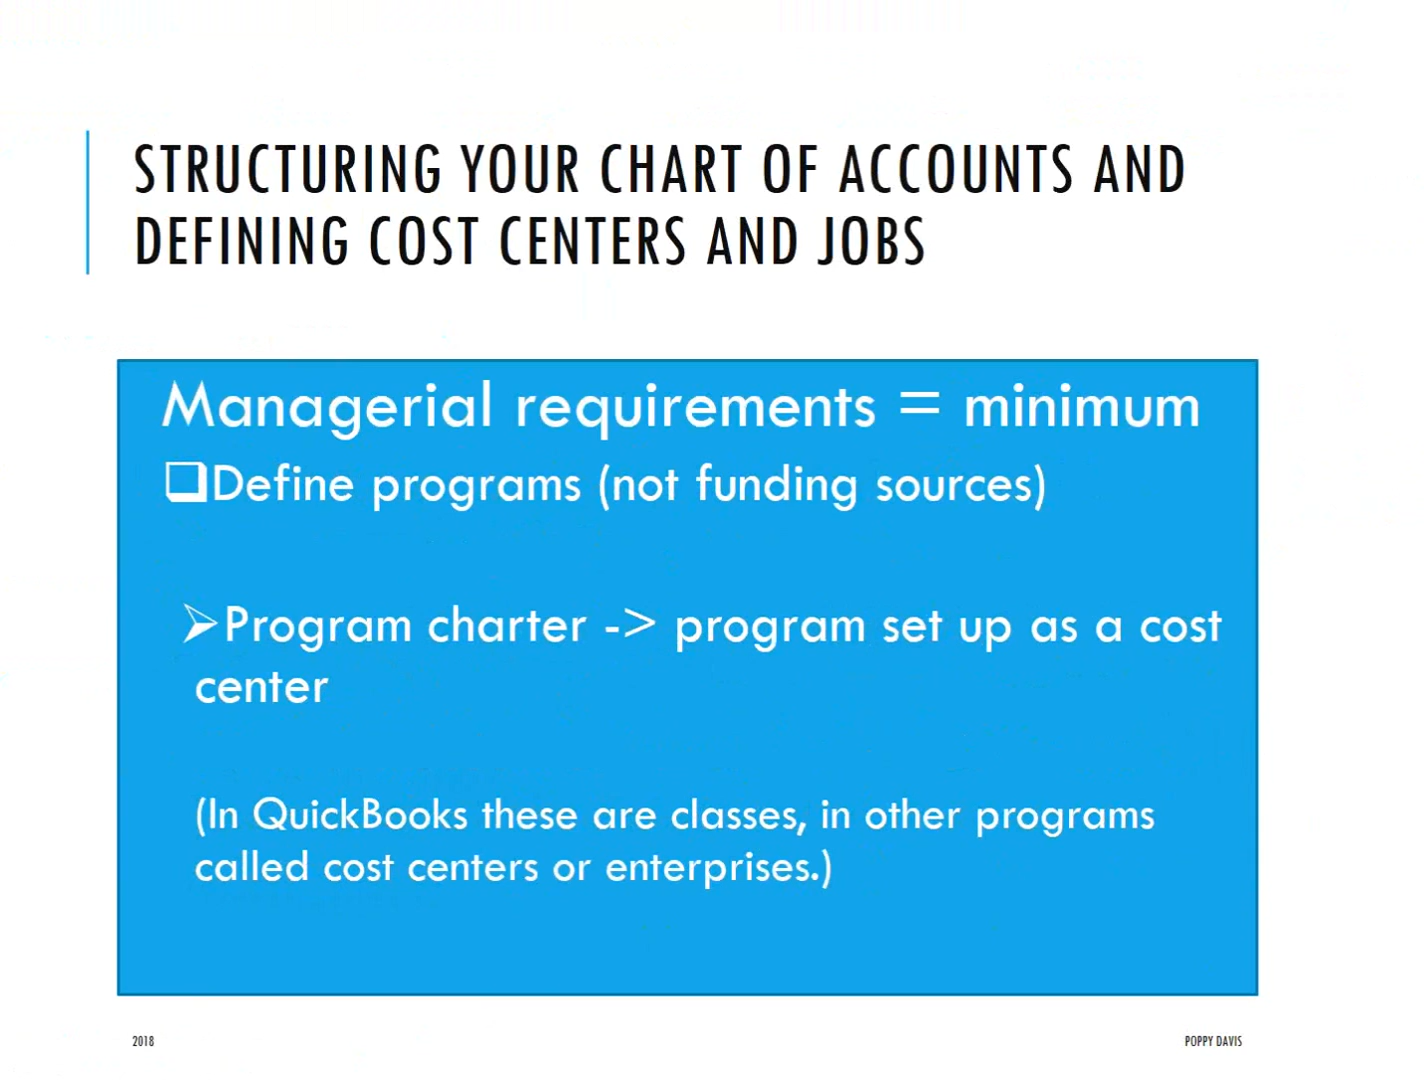 STRUCTURING YOUR CHART OF ACCOUNTS AND
DEFINING COST CENTERS AND JOBS
Managerial requirements = minimum
❑Define programs (not funding sources)
➢Program charter -> program set up as a cost
center
(In QuickBooks these are classes, in other programs
called cost centers or enterprises.)
2018
POPPY DAVIS